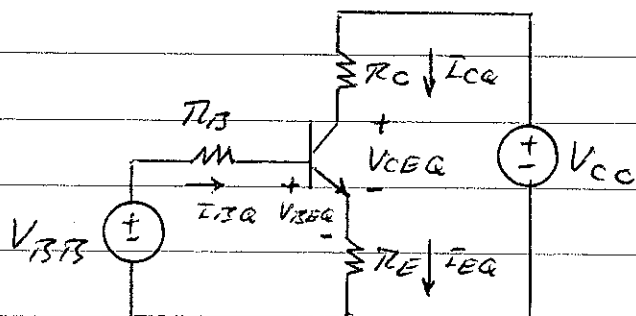 RC ICQ
RB
+
VCEQ
-
+
-
VCC
IBQ
+ VBEQ
-
+
-
VBB
RE IEQ